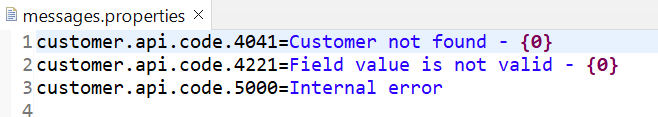 messages.properties
1 customer.api.code.4041=Customer not found - {0}
2 customer.api.code.4221=Field value is not valid - {0}
3 customer.api.code.5000=Internal error
4